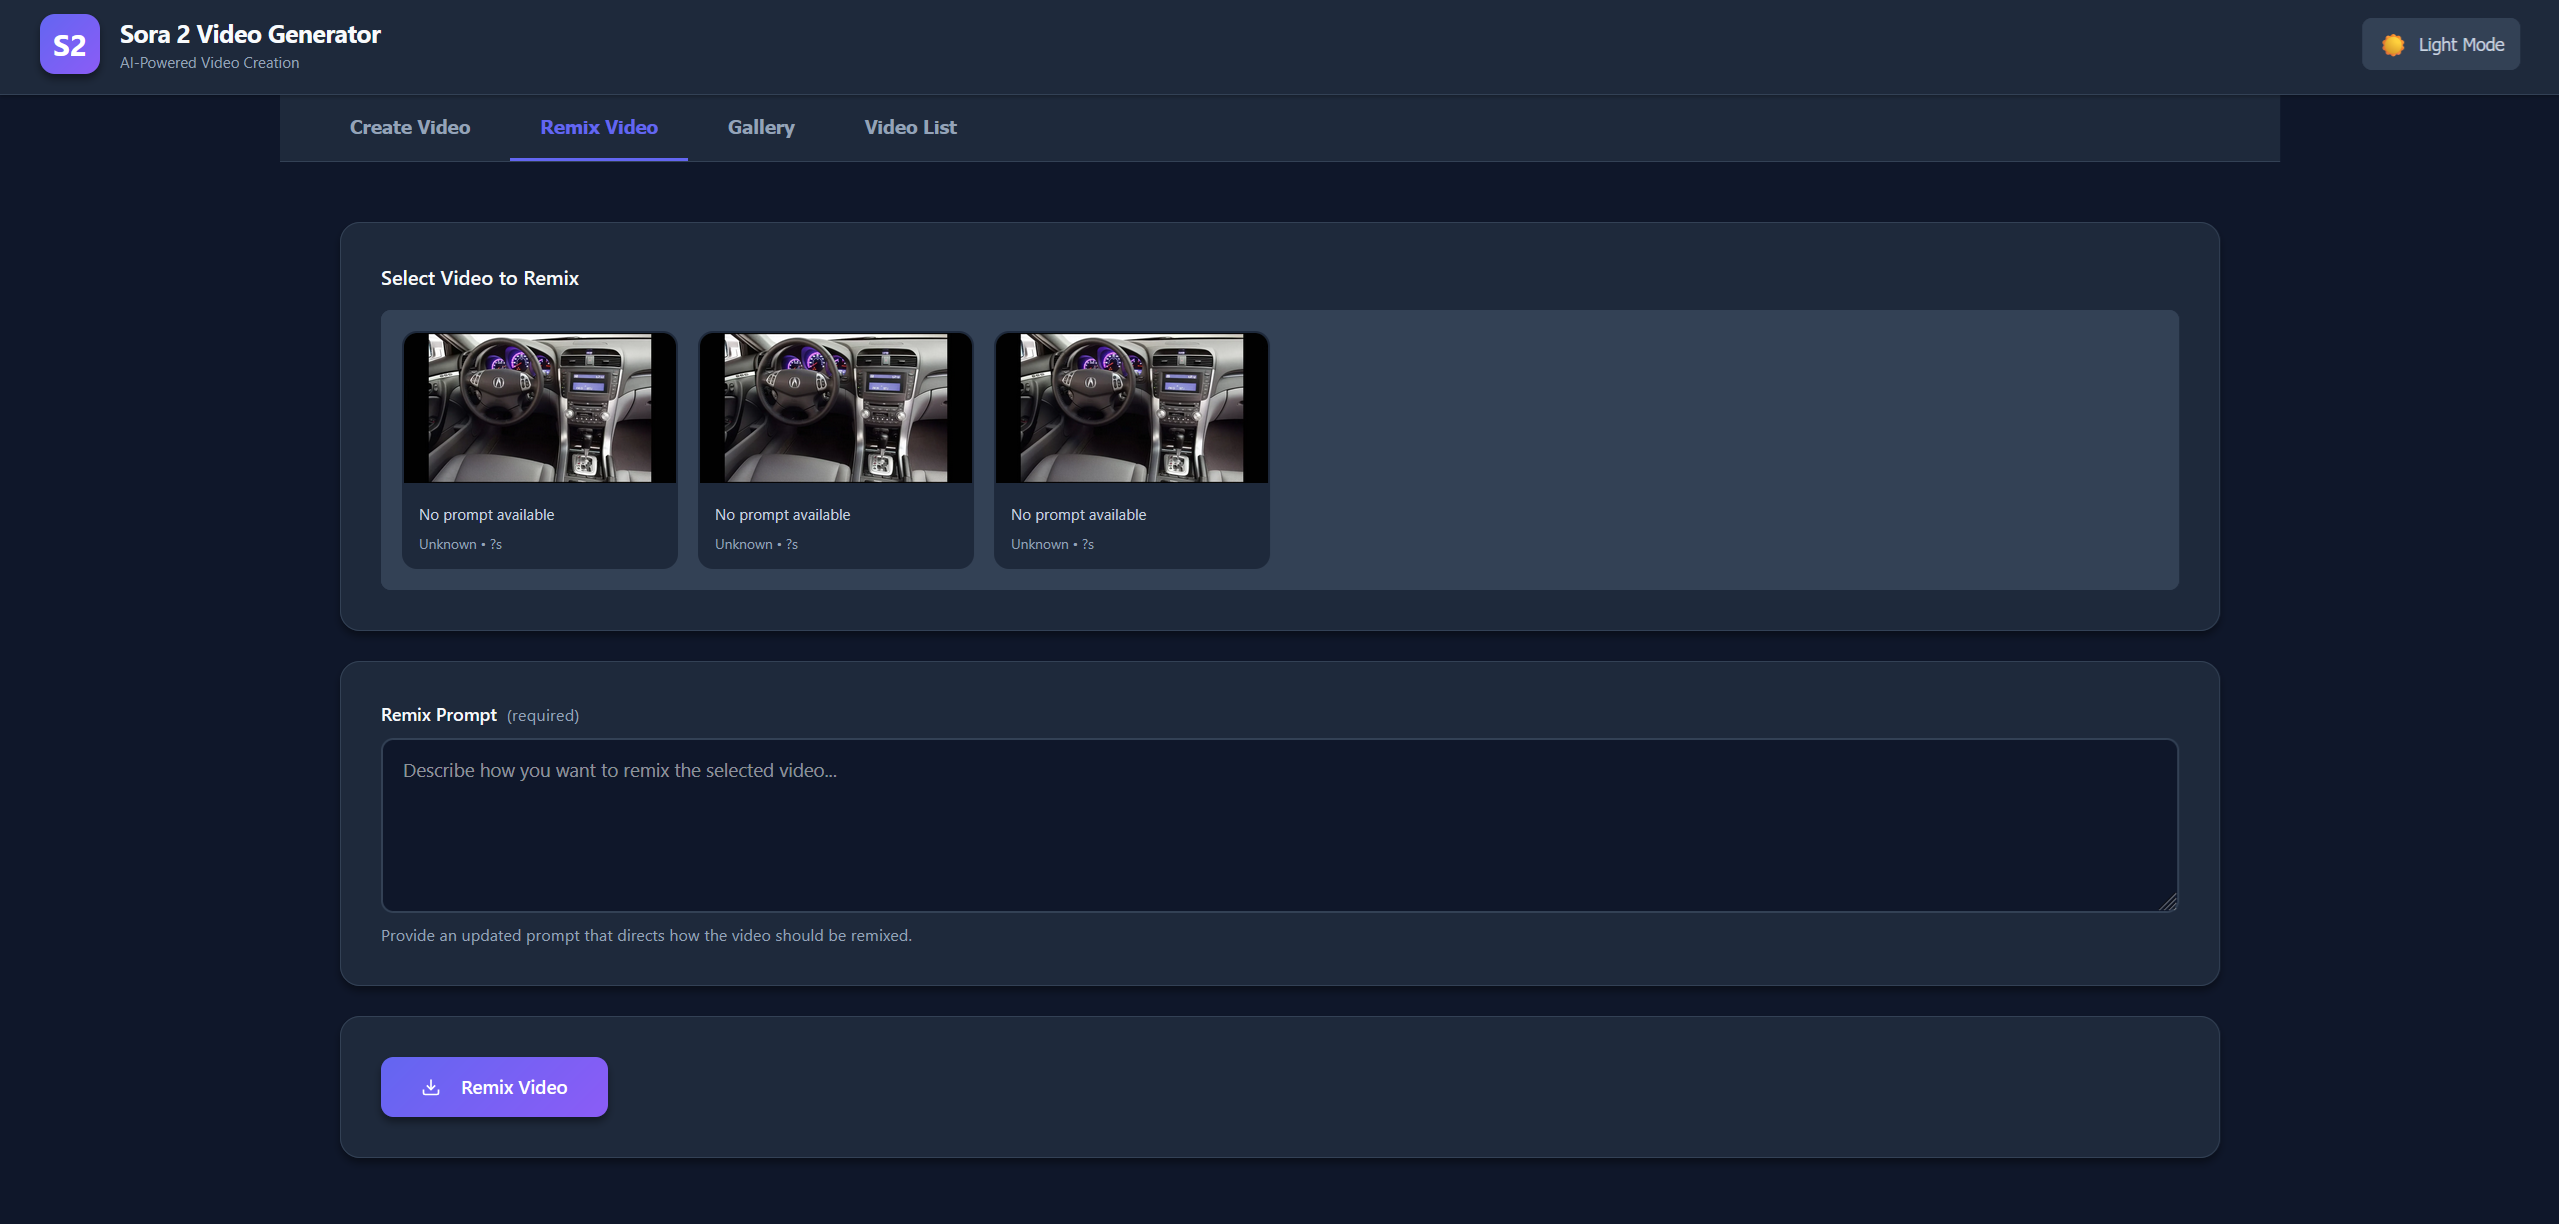 S2
Sora 2 Video Generator
AI-Powered Video Creation
Light Mode
Create Video
Remix Video
Gallery
Video List
Select Video to Remix
No prompt available
Unknown • ?s
No prompt available
Unknown • ?s
No prompt available
Unknown • ?s
Remix Prompt (required)
Describe how you want to remix the selected video...
Provide an updated prompt that directs how the video should be remixed.
Remix Video